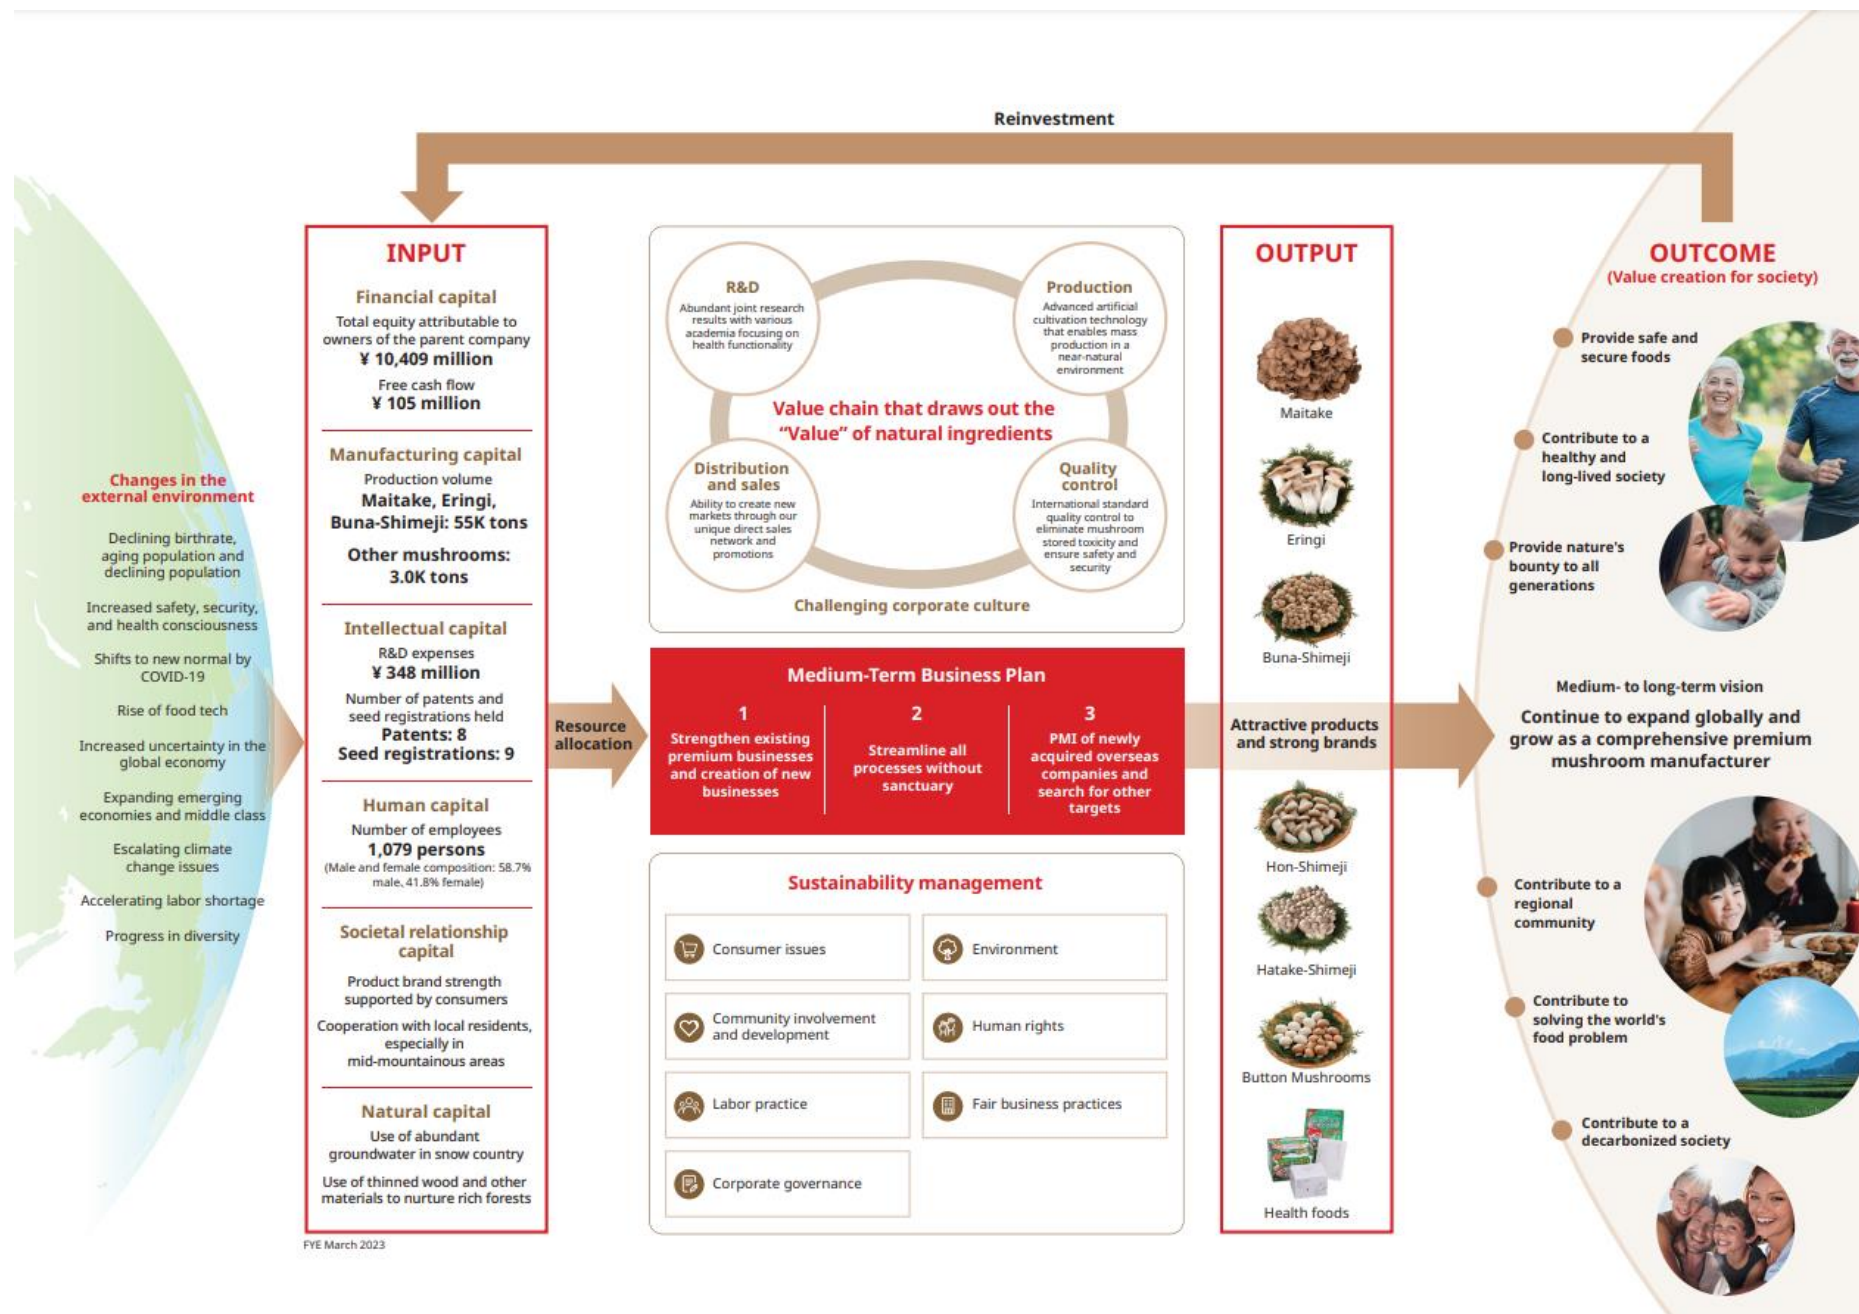 Reinvestment
Changes in the
external environment
Declining birthrate,
aging population and
declining population
Increased safety, security,
and health consciousness
Shifts to new normal by
COVID-19
Rise of food tech
Increased uncertainty in the
global economy
Expanding emerging
economies and middle class
Escalating climate
change issues
Accelerating labor shortage
Progress in diversity
INPUT
Financial capital
Total equity attributable to
owners of the parent company
¥ 10,409 million
Free cash flow
¥ 105 million
Manufacturing capital
Production volume
Maitake, Eringi,
Buna-Shimeji: 55K tons
Other mushrooms:
3.0K tons
Intellectual capital
R&D expenses
¥ 348 million
Number of patents and
seed registrations held
Patents: 8
Seed registrations: 9
Human capital
Number of employees
1,079 persons
(Male and female composition: 58.7%
male、41.8% female)
Societal relationship
capital
Product brand strength
supported by consumers
Cooperation with local residents,
especially in
mid-mountainous areas
Natural capital
Use of abundant
groundwater in snow country
Use of thinned wood and other
materials to nurture rich forests
FYE March 2023
Resource
allocation
R&D
Abundant joint research
results with various
academia focusing on
health functionality
Production
Advanced artificial
cultivation technology
that enables mass
production in a
near-natural
environment
Value chain that draws out the
“Value” of natural ingredients
Distribution
and sales
Ability to create new
markets through our
unique direct sales
network and
promotions
Quality
control
International standard
quality control to
eliminate mushroom
stored toxicity and
ensure safety and
security
Challenging corporate culture
Medium-Term Business Plan
1
Strengthen existing
premium businesses
and creation of new
businesses
2
Streamline all
processes without
sanctuary
3
PMI of newly
acquired overseas
companies and
search for other
targets
Sustainability management
Consumer issues
Environment
Community involvement
and development
Human rights
Labor practice
Fair business practices
Corporate governance
OUTPUT
Maitake
Eringi
Buna-Shimeji
Attractive products
and strong brands
Hon-Shimeji
Hatake-Shimeji
Button Mushrooms
Health foods
OUTCOME
(Value creation for society)
Provide safe and
secure foods
Contribute to a
healthy and
long-lived society
Provide nature's
bounty to all
generations
Medium- to long-term vision
Continue to expand globally and
grow as a comprehensive premium
mushroom manufacturer
Contribute to a
regional
community
Contribute to
solving the world's
food problem
Contribute to a
decarbonized society